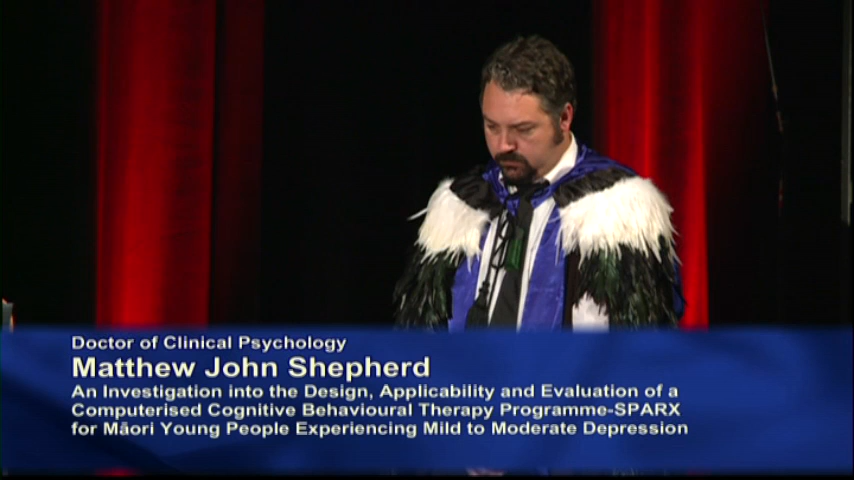 Doctor of Clinical Psychology
Matthew John Shepherd
An Investigation into the Design, Applicability and Evaluation of a
Computerised Cognitive Behavioural Therapy Programme-SPARX
for Māori Young People Experiencing Mild to Moderate Depression